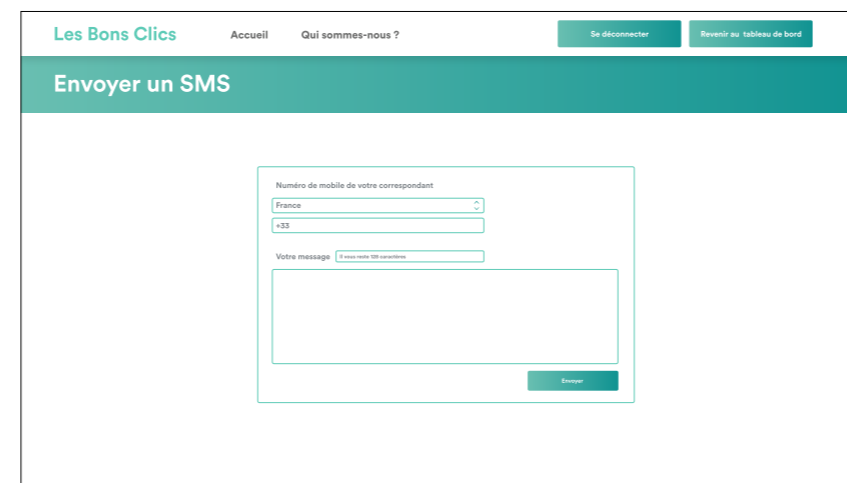 Les Bons Clics
Accueil
Qui sommes-nous ?
Se déconnecter
Revenir au tableau de bord
Envoyer un SMS
Numéro de mobile de votre correspondant
France
+33
Votre message
Il vous reste 129 caractères
Envoyer